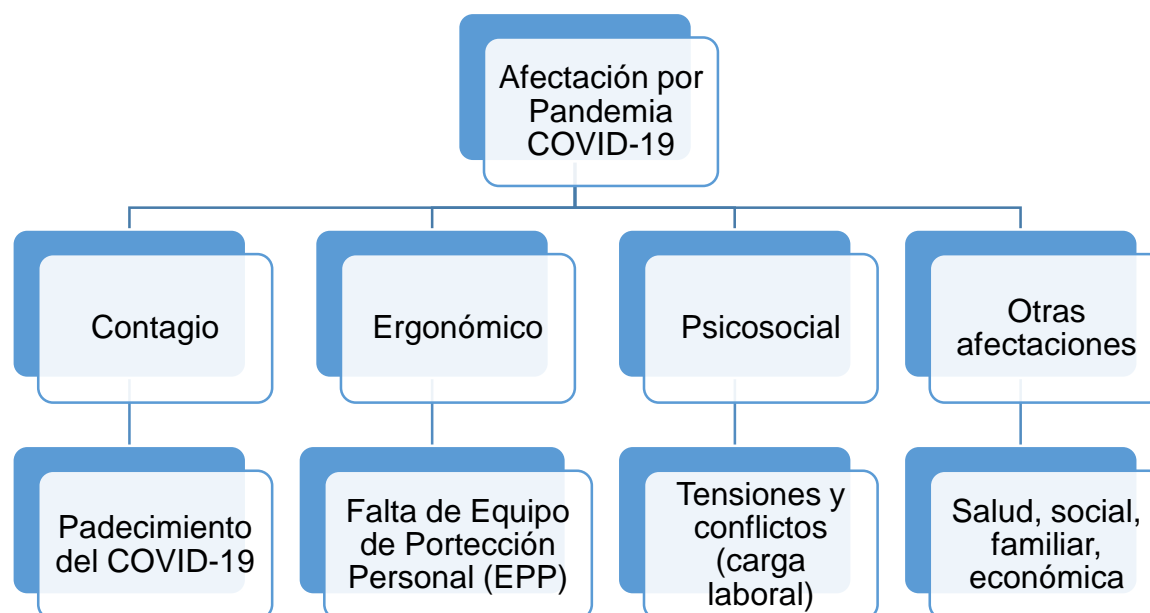 Afectación por
Pandemia
COVID-19
Contagio
Ergonómico
Psicosocial
Otras
afectaciones
Padecimiento
del COVID-19
Falta de Equipo
de Portección
Personal (EPP)
Tensiones y
conflictos
(carga
laboral)
Salud, social,
familiar,
económica